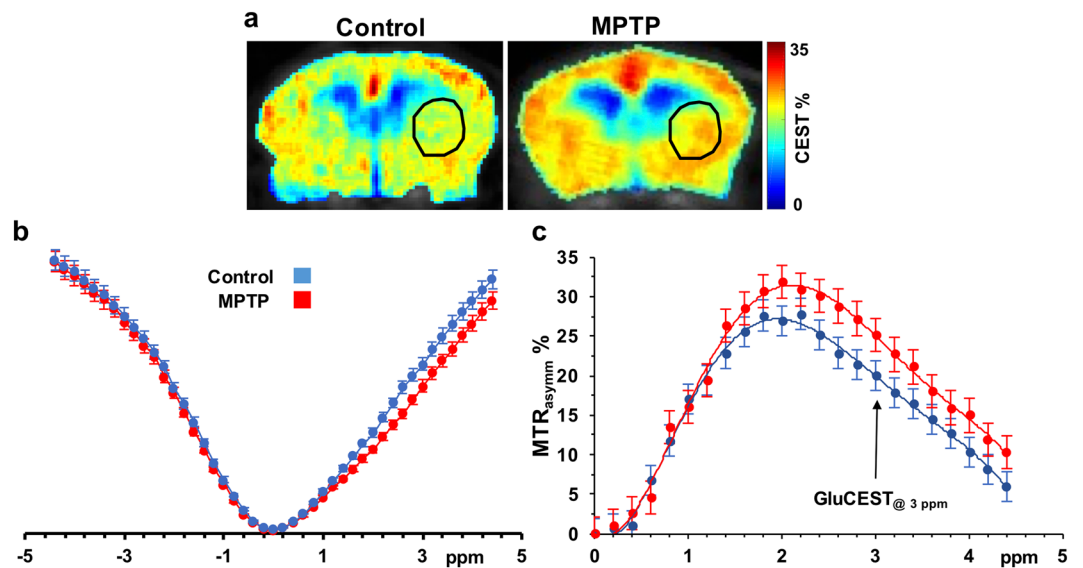 a
Control
MPTP
35
CEST %
0
b
Control
MPTP
-5
-3
-1
1
3
ppm
5
c
35
30
25
20
15
10
5
0
MTRasymm %
GluCEST@ 3 ppm
0
1
2
3
4
ppm
5